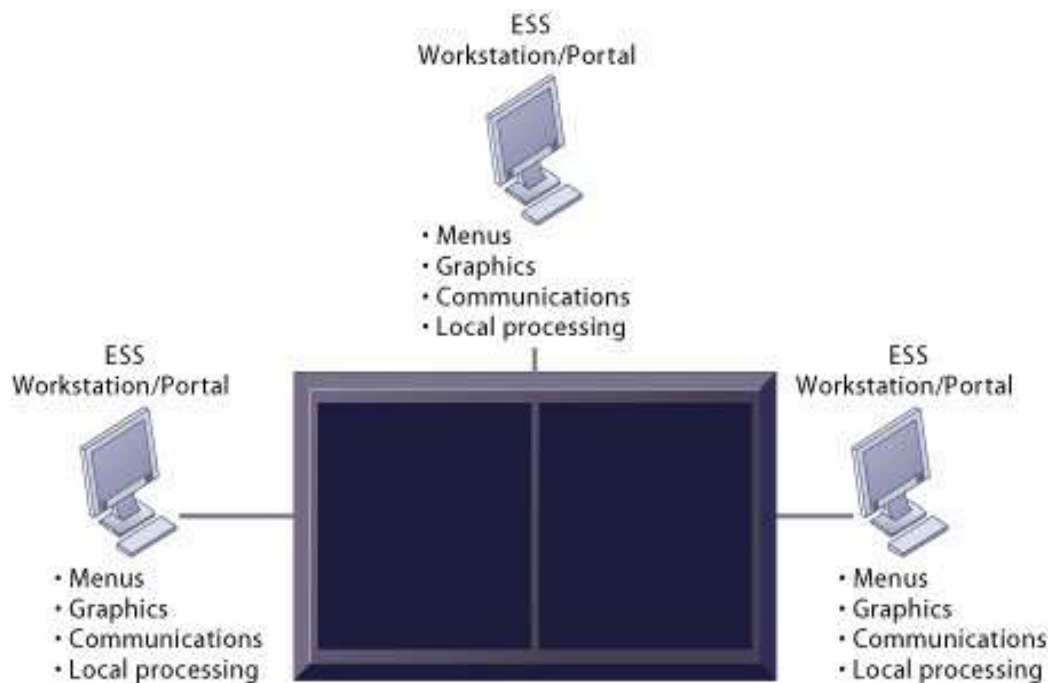 ESS
Workstation/Portal
• Menus
• Graphics
• Communications
• Local processing
ESS
Workstation/Portal
• Menus
• Graphics
• Communications
• Local processing
ESS
Workstation/Portal
• Menus
• Graphics
• Communications
• Local processing